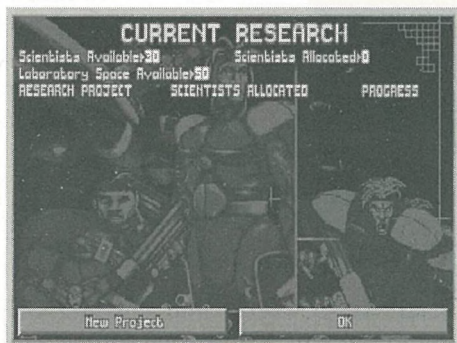 CURRENT RESEARCH
Scientists Available>30 Scientists Allocated>0
Laboratory Space Available>50
RESEARCH PROJECT SCIENTISTS ALLOCATED PROGRESS
New Project OK